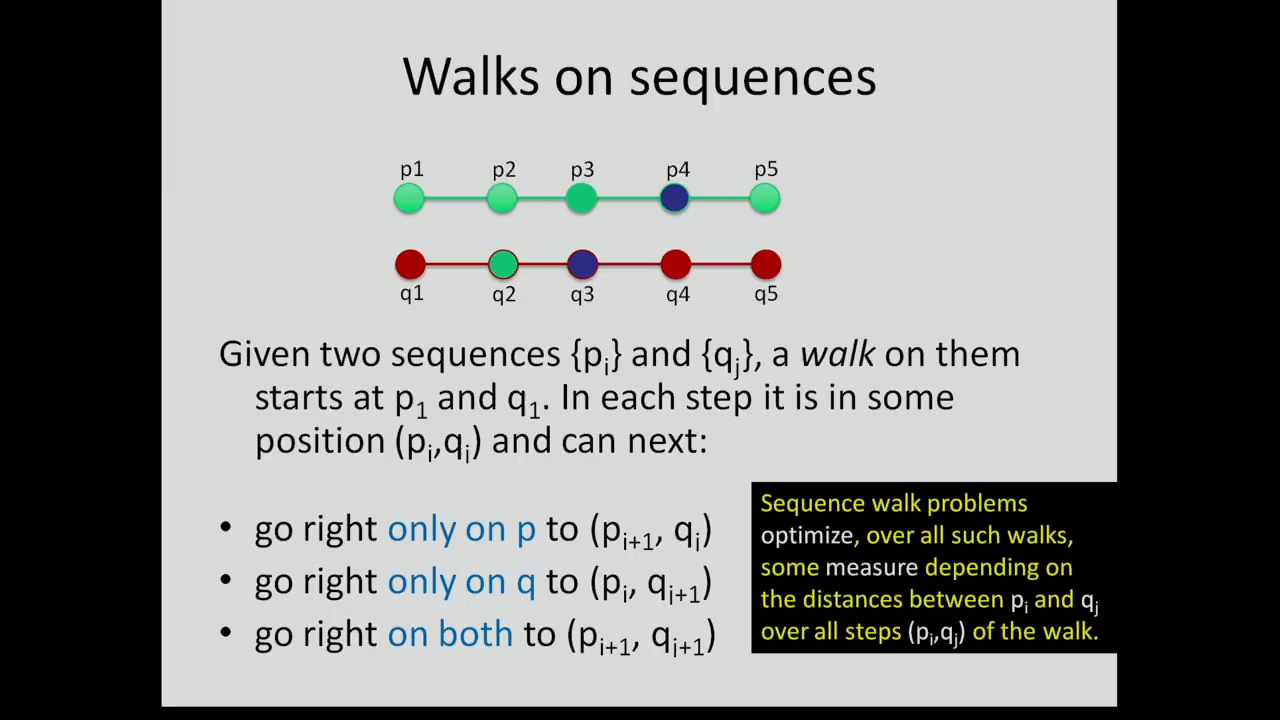 Walks on sequences
p1 p2 p3 p4 p5
q1 q2 q3 q4 q5
Given two sequences {pi} and {qj}, a walk on them
starts at p1 and q1. In each step it is in some
position (pi,qi) and can next:
• go right only on p to (pi+1, qi)
• go right only on q to (pi, qj+1)
• go right on both to (pi+1, qj+1)
Sequence walk problems
optimize, over all such walks,
some measure depending on
the distances between pi and qj
over all steps (pi,qj) of the walk.